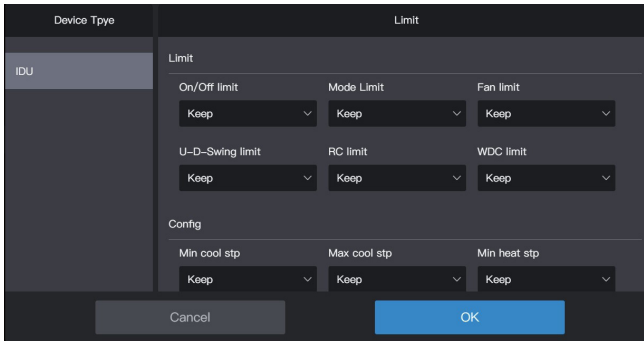 Device Tpye
Limit
IDU
Limit
On/Off limit
Mode Limit
Fan limit
Keep
Keep
Keep
U-D-Swing limit
RC limit
WDC limit
Keep
Keep
Keep
Config
Min cool stp
Max cool stp
Min heat stp
Keep
Keep
Keep
Cancel
OK